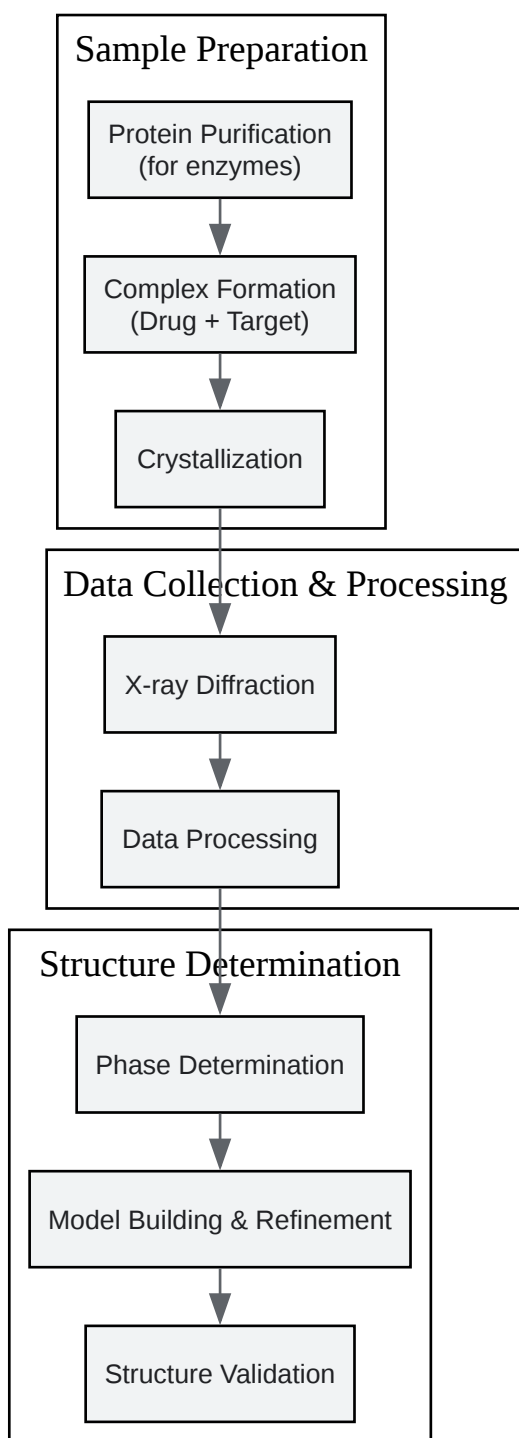 Sample Preparation
Protein Purification
(for enzymes)
Complex Formation
(Drug + Target)
Crystallization
Data Collection & Processing
X-ray Diffraction
Data Processing
Structure Determination
Phase Determination
Model Building & Refinement
Structure Validation